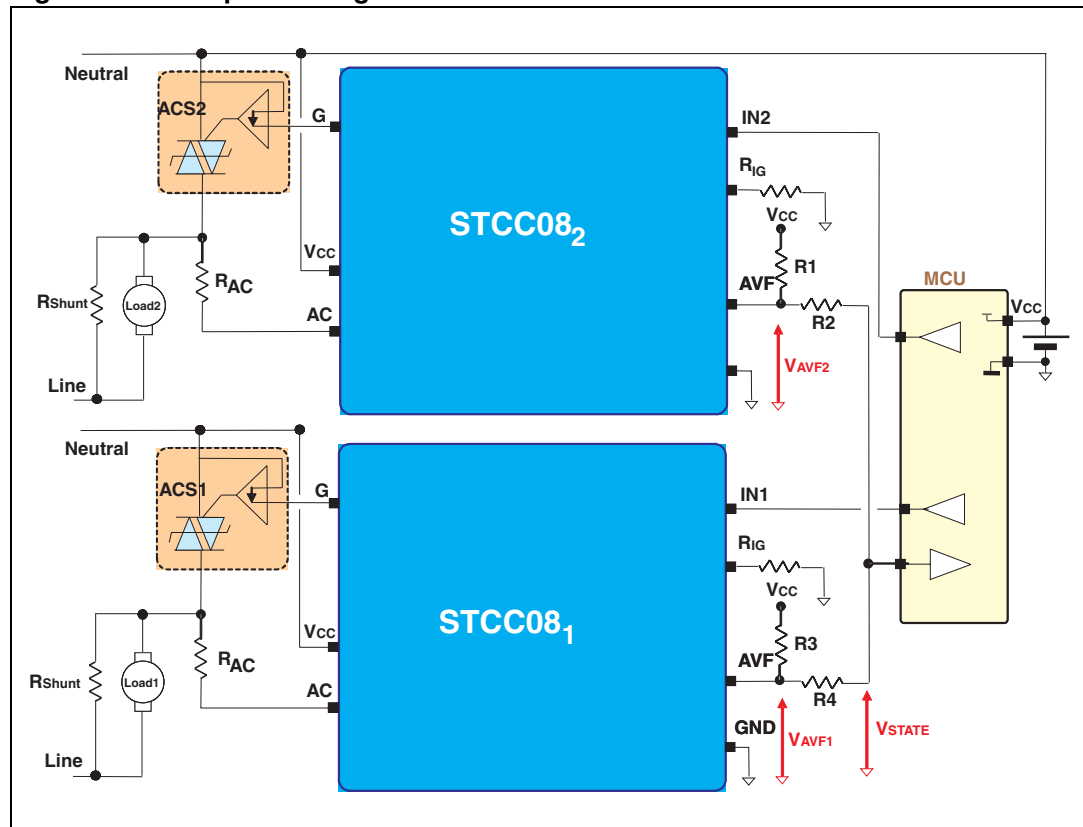 Neutral
ACS2
G
IN2
RIG
VCC
STCC082
R1
VCC
AVF
MCU
RShunt
Load2
RAC
R2
VCC
AC
VAVF2
Line
Neutral
ACS1
G
IN1
RIG
VCC
STCC081
R3
VCC
AVF
RShunt
Load1
RAC
R4
AC
GND
VAVF1
VSTATE
Line